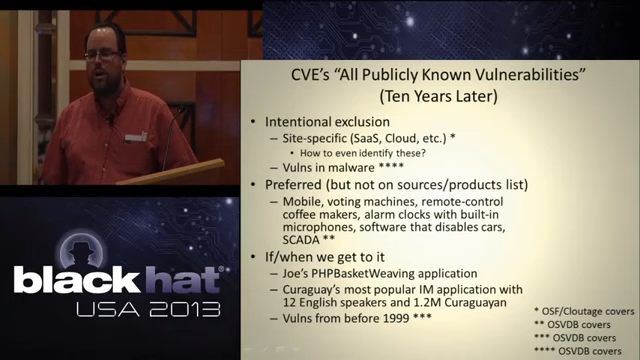 CVE's "All Publicly Known Vulnerabilities"
(Ten Years Later)
• Intentional exclusion
– Site-specific (SaaS, Cloud, etc.) *
• How to even identify these?
– Vulns in malware ****
• Preferred (but not on sources/products list)
– Mobile, voting machines, remote-control
coffee makers, alarm clocks with built-in
microphones, software that disables cars,
SCADA **
• If/when we get to it
– Joe's PHPBasketWeaving application
– Curaguay's most popular IM application with
12 English speakers and 1.2M Curaguayan
– Vulns from before 1999 ***
* OSF/Cloutage covers
** OSVDB covers
*** OSVDB covers
**** OSVDB covers
black hat
USA 2013